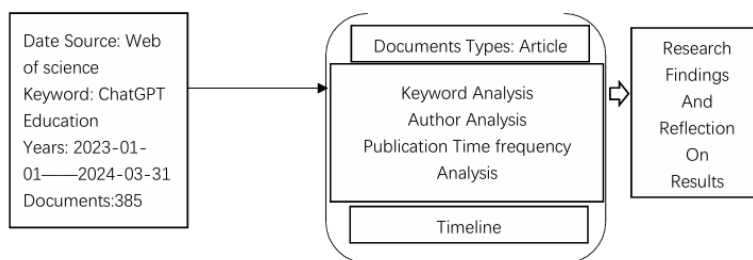 Date Source: Web
of science
Keyword: ChatGPT
Education
Years: 2023-01-
01——2024-03-31
Documents:385
Documents Types: Article
Keyword Analysis
Author Analysis
Publication Time frequency
Analysis
Timeline
Research
Findings
And
Reflection
On
Results